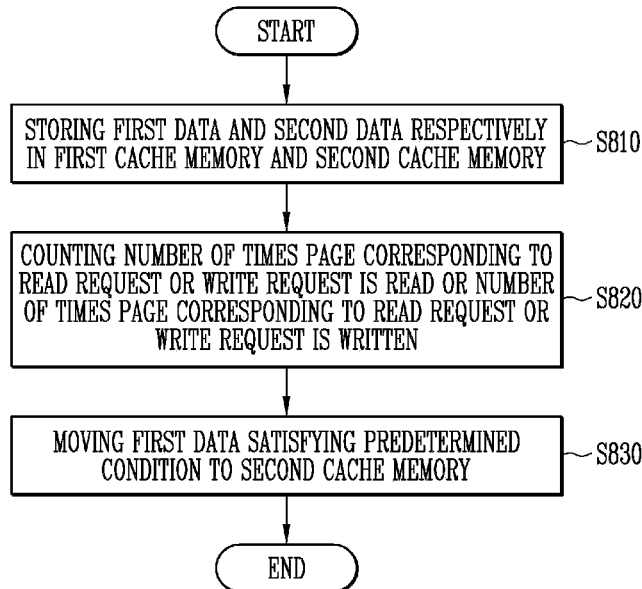 START
STORING FIRST DATA AND SECOND DATA RESPECTIVELY
IN FIRST CACHE MEMORY AND SECOND CACHE MEMORY
S810
COUNTING NUMBER OF TIMES PAGE CORRESPONDING TO
READ REQUEST OR WRITE REQUEST IS READ OR NUMBER
OF TIMES PAGE CORRESPONDING TO READ REQUEST OR
WRITE REQUEST IS WRITTEN
S820
MOVING FIRST DATA SATISFYING PREDETERMINED
CONDITION TO SECOND CACHE MEMORY
S830
END